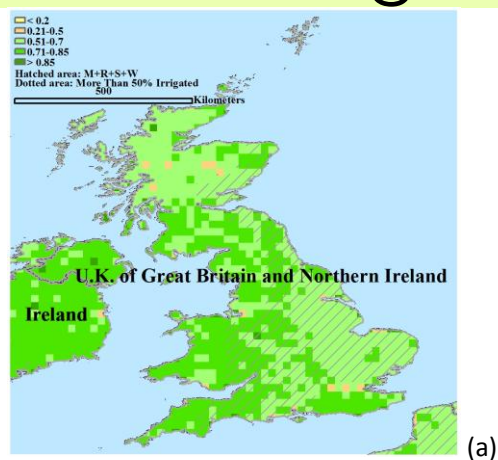 < 0.2
0.21-0.5
0.51-0.7
0.71-0.85
> 0.85
Hatched area: M+R+S+W
Dotted area: More Than 50% Irrigated
500
Kilometers
U.K. of Great Britain and Northern Ireland
Ireland
(a)